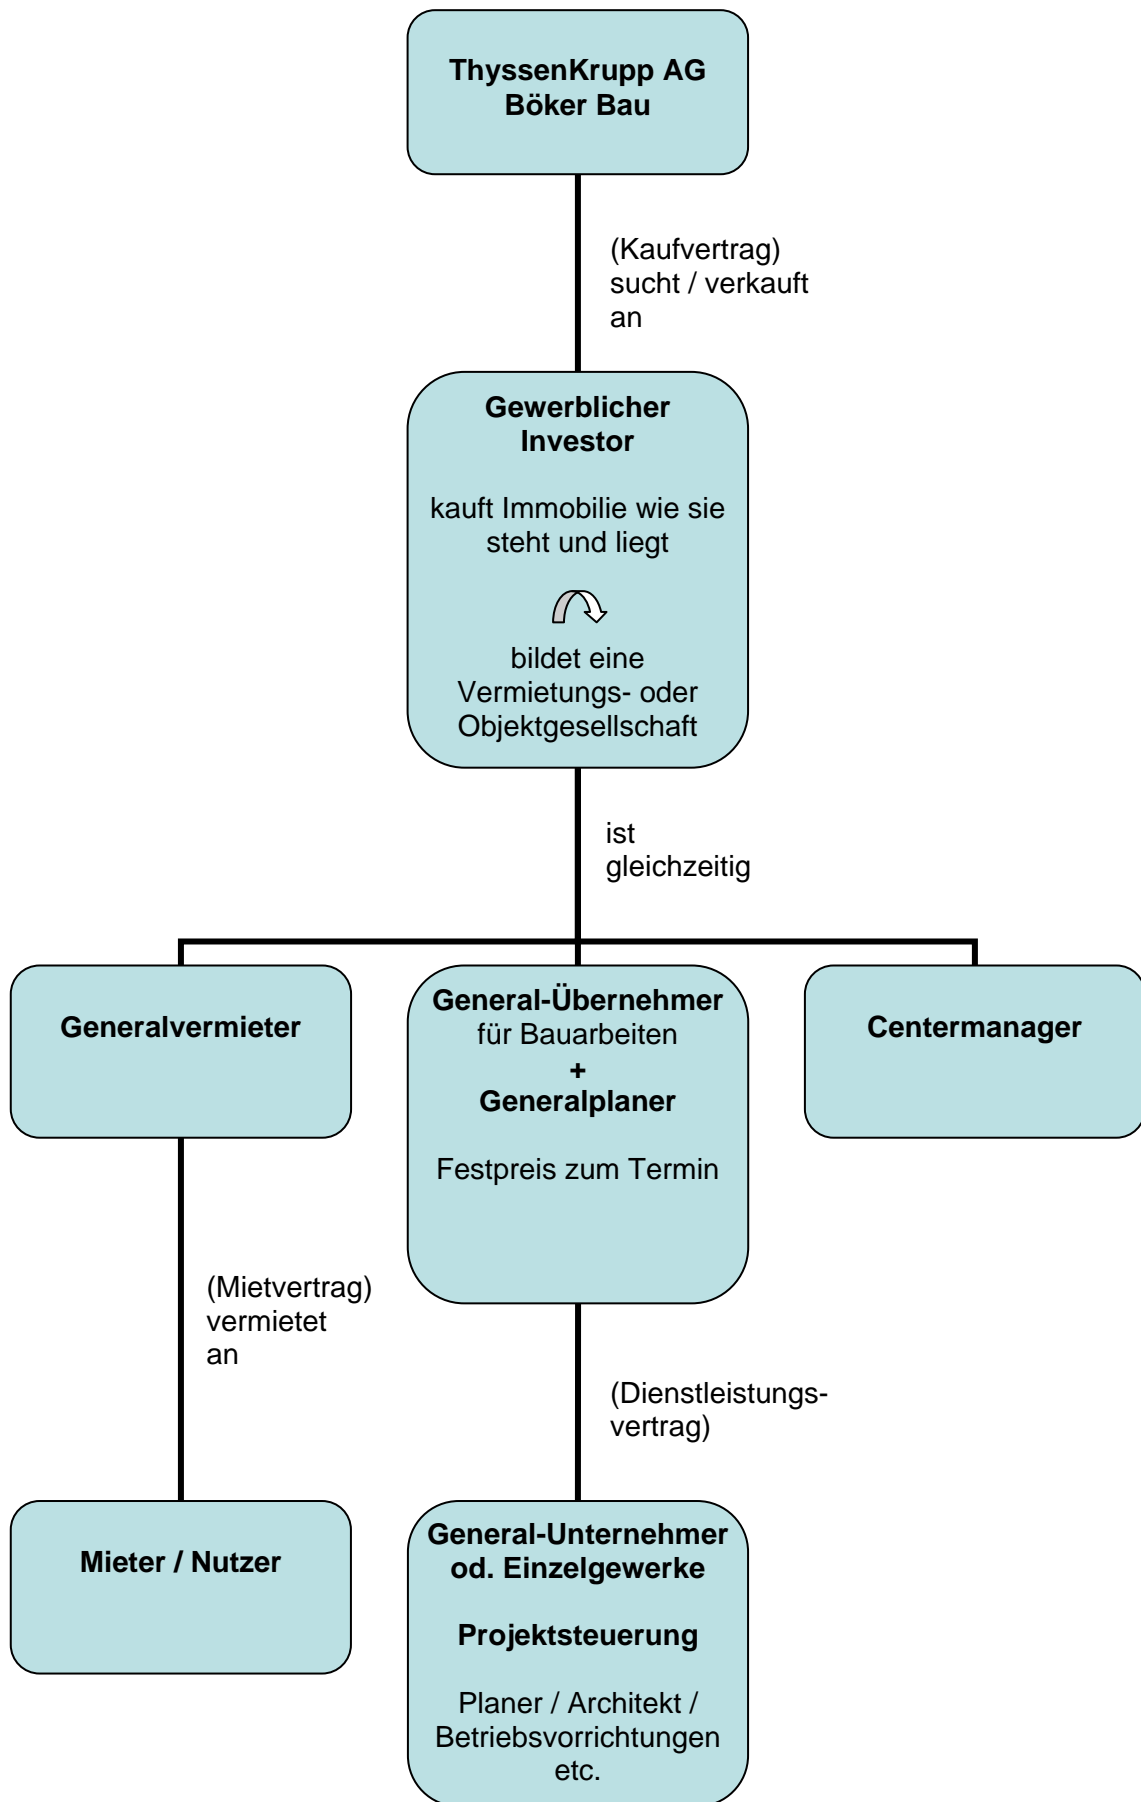 ThyssenKrupp AG
Böker Bau
(Kaufvertrag)
sucht / verkauft
an
Gewerblicher
Investor
kauft Immobilie wie sie
steht und liegt
bildet eine
Vermietungs- oder
Objektgesellschaft
ist
gleichzeitig
Generalvermieter
General-Übernehmer
für Bauarbeiten
+
Generalplaner
Festpreis zum Termin
Centermanager
(Mietvertrag)
vermietet
an
(Dienstleistungs-
vertrag)
Mieter / Nutzer
General-Unternehmer
od. Einzelgewerke
Projektsteuerung
Planer / Architekt /
Betriebsvorrichtungen
etc.